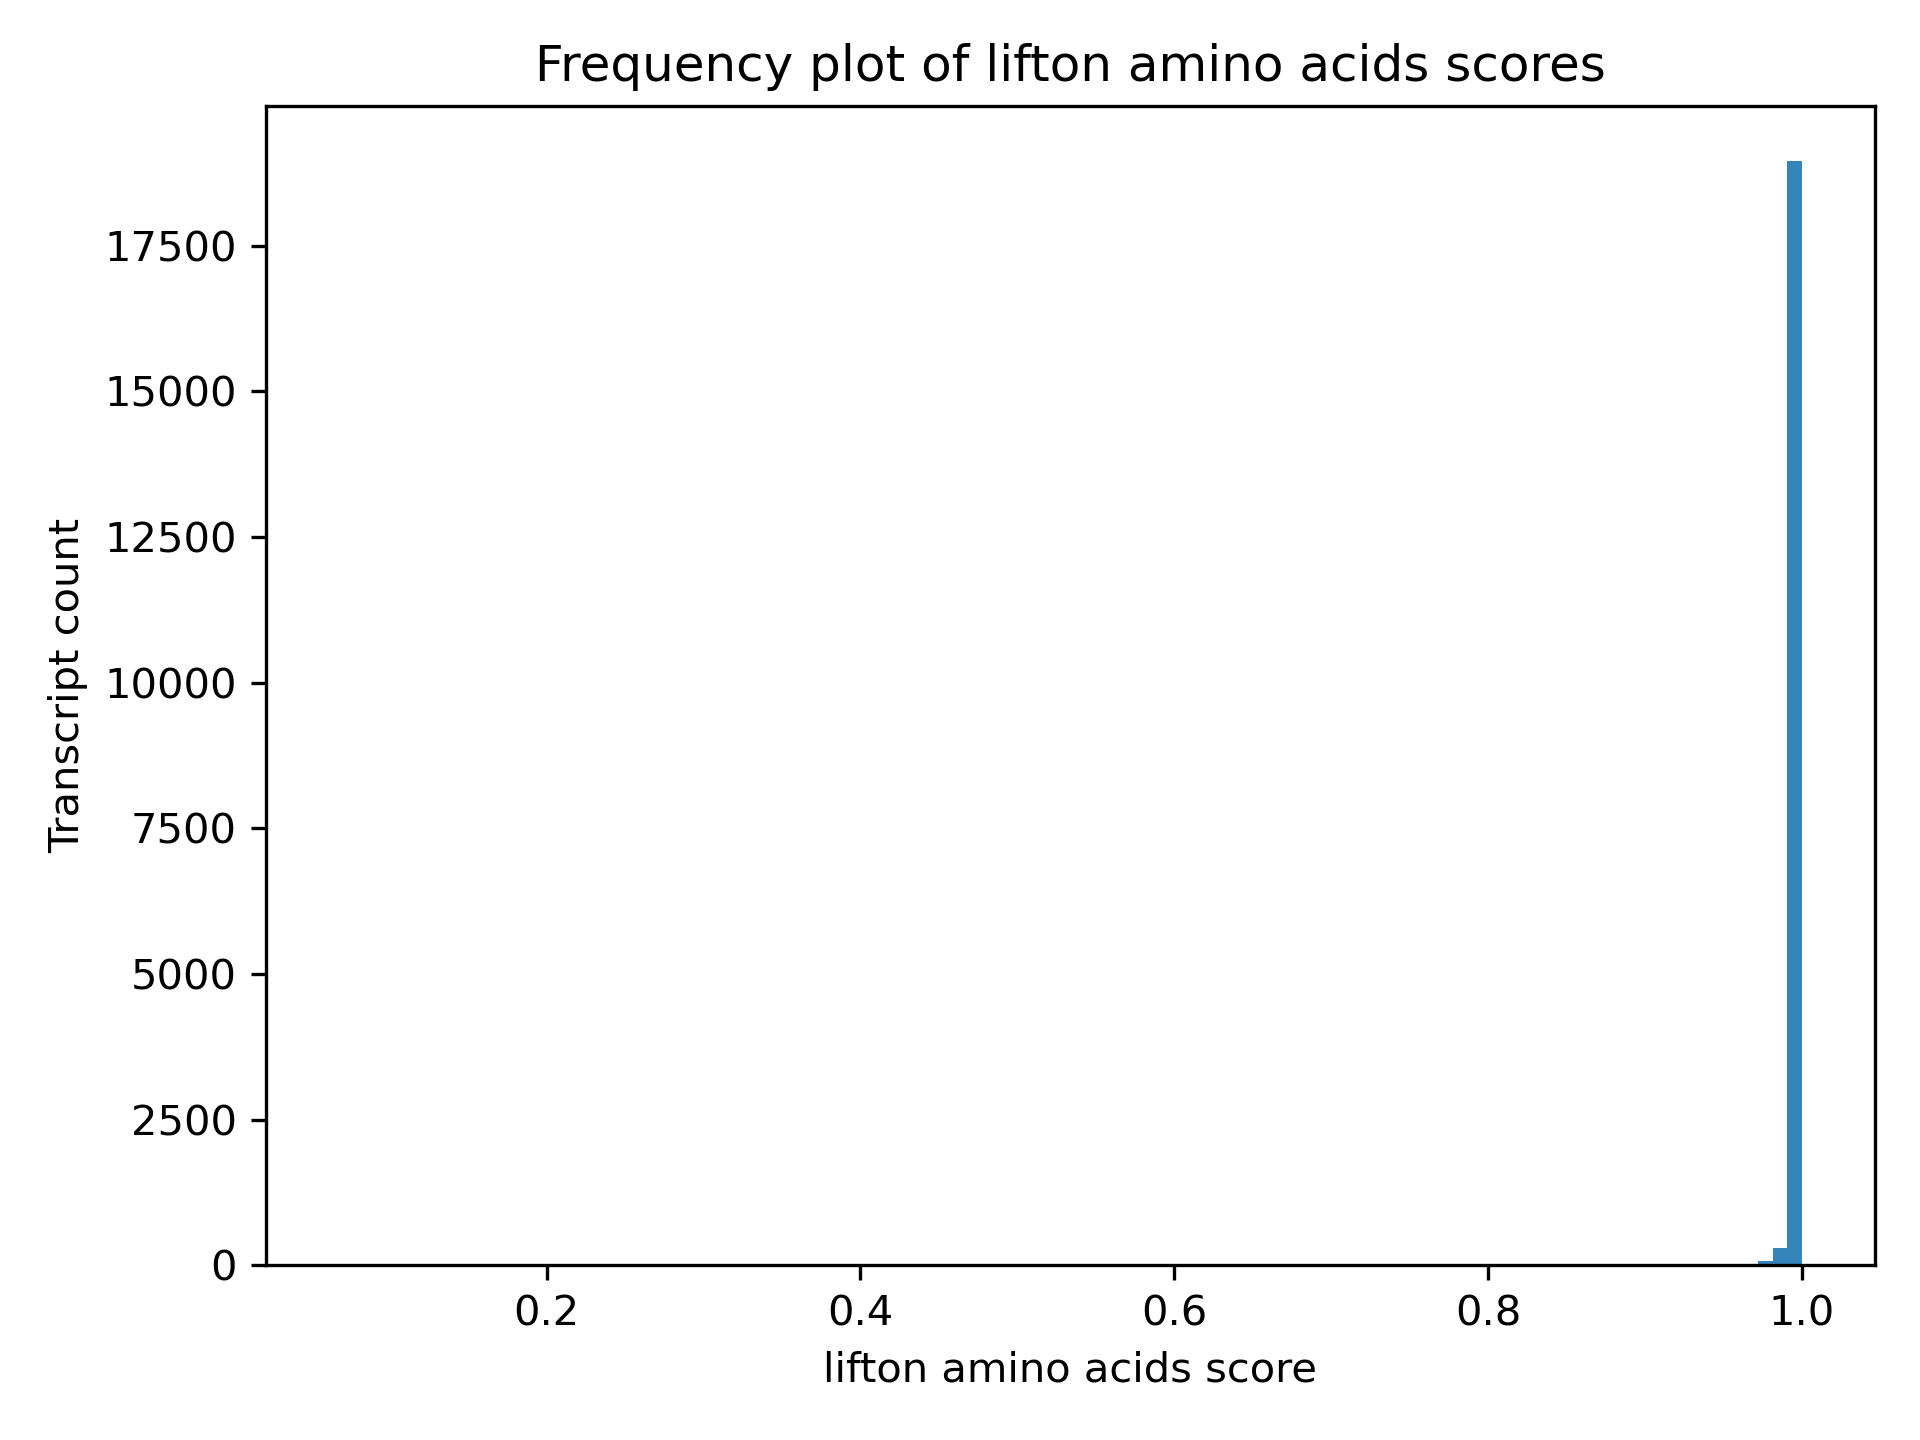 Frequency plot of lifton amino acids scores
17500
15000
12500
10000
7500
5000
2500
0
Transcript count
0.2 0.4 0.6 0.8 1.0
lifton amino acids score